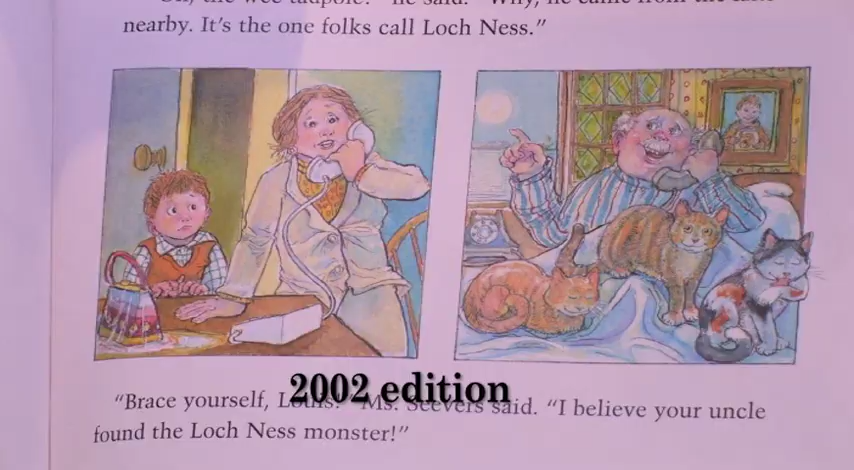 nearby. It's the one folks call Loch Ness."
"Brace yourself, Ms. Seevers said. "I believe your uncle
2002 edition
found the Loch Ness monster!"